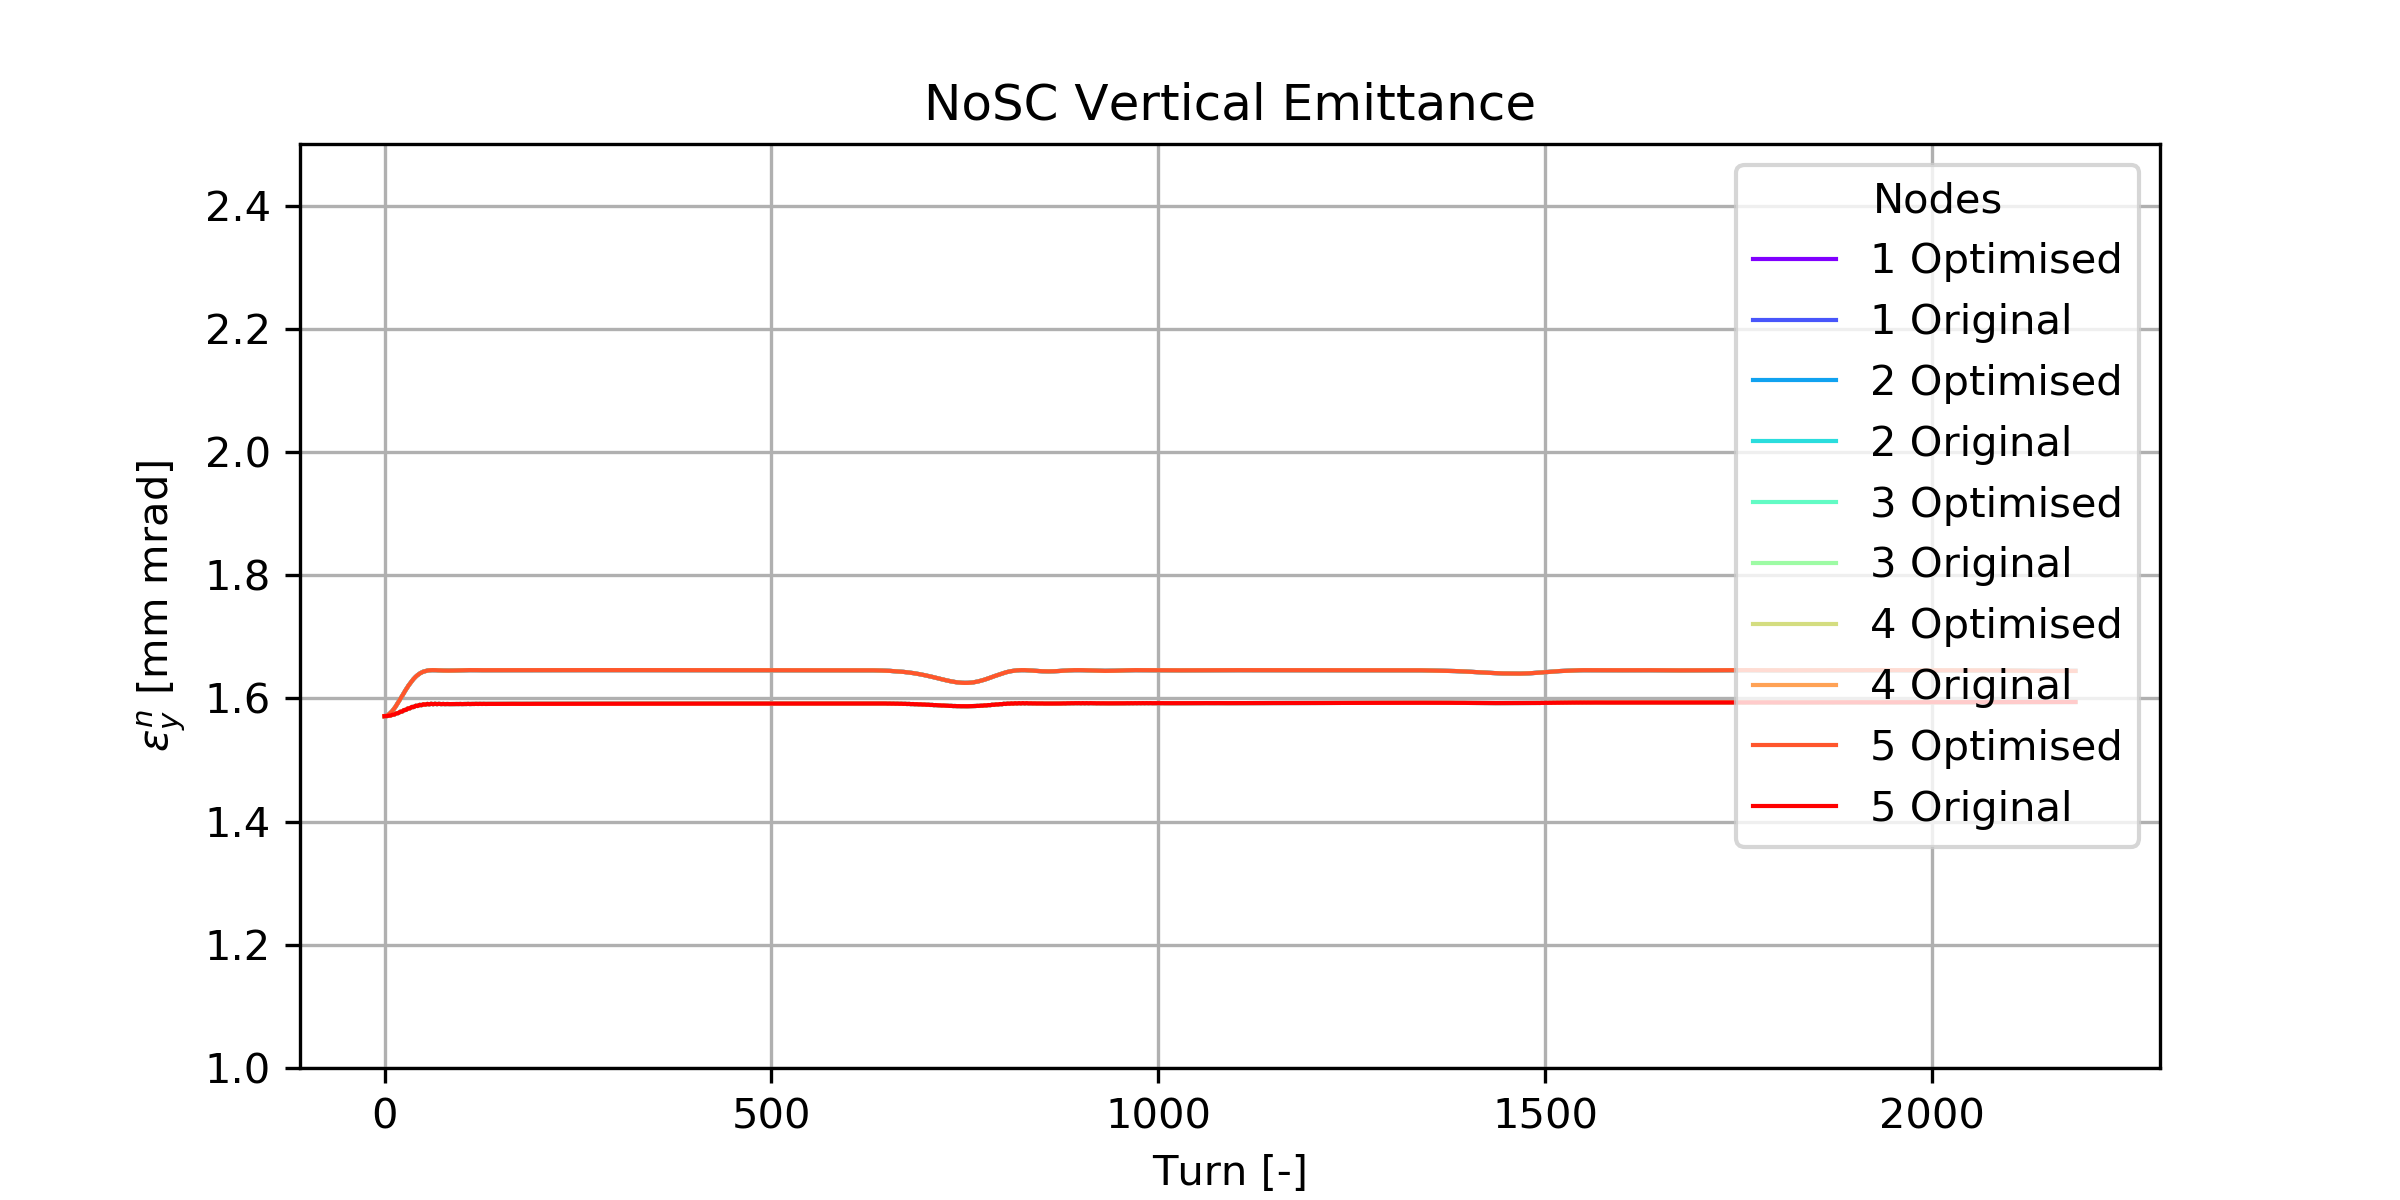 NoSC Vertical Emittance
Nodes
1 Optimised
1 Original
2 Optimised
2 Original
3 Optimised
3 Original
4 Optimised
4 Original
5 Optimised
5 Original
2.4
2.2
2.0
1.8
1.6
1.4
1.2
1.0
ε_y^n [mm mrad]
0 500 1000 1500 2000
Turn [-]